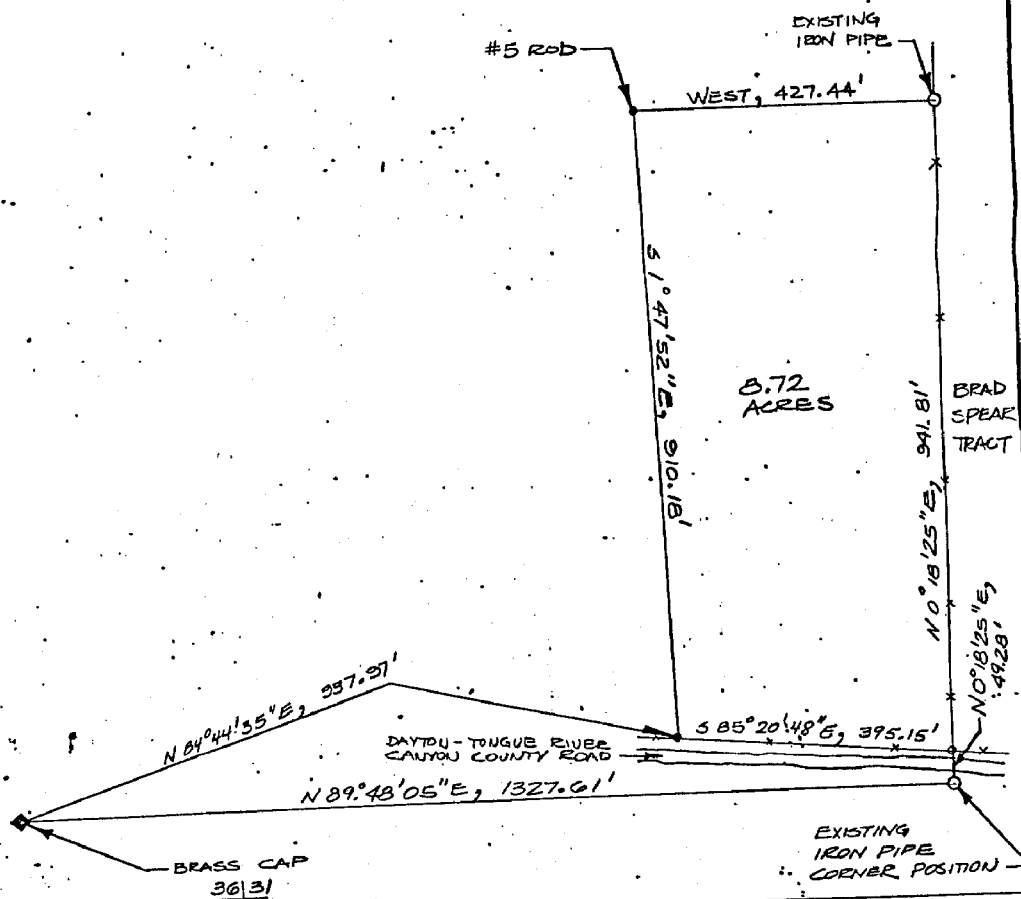 EXISTING
IRON PIPE
#5 ROD
WEST, 427.44'
S 1°47'52"E, 910.18'
8.72
ACRES
N 0°18'25"E, 941.81'
BRAD
SPEAR
TRACT
N 0°18'25"E,
49.28'
N 84°44'35"E, 937.97'
S 85°20'48"E, 395.15'
DAYTON-TONGUE RIVER
CANYON COUNTY ROAD
N 89°48'05"E, 1327.61'
BRASS CAP
36|31
EXISTING
IRON PIPE
CORNER POSITION